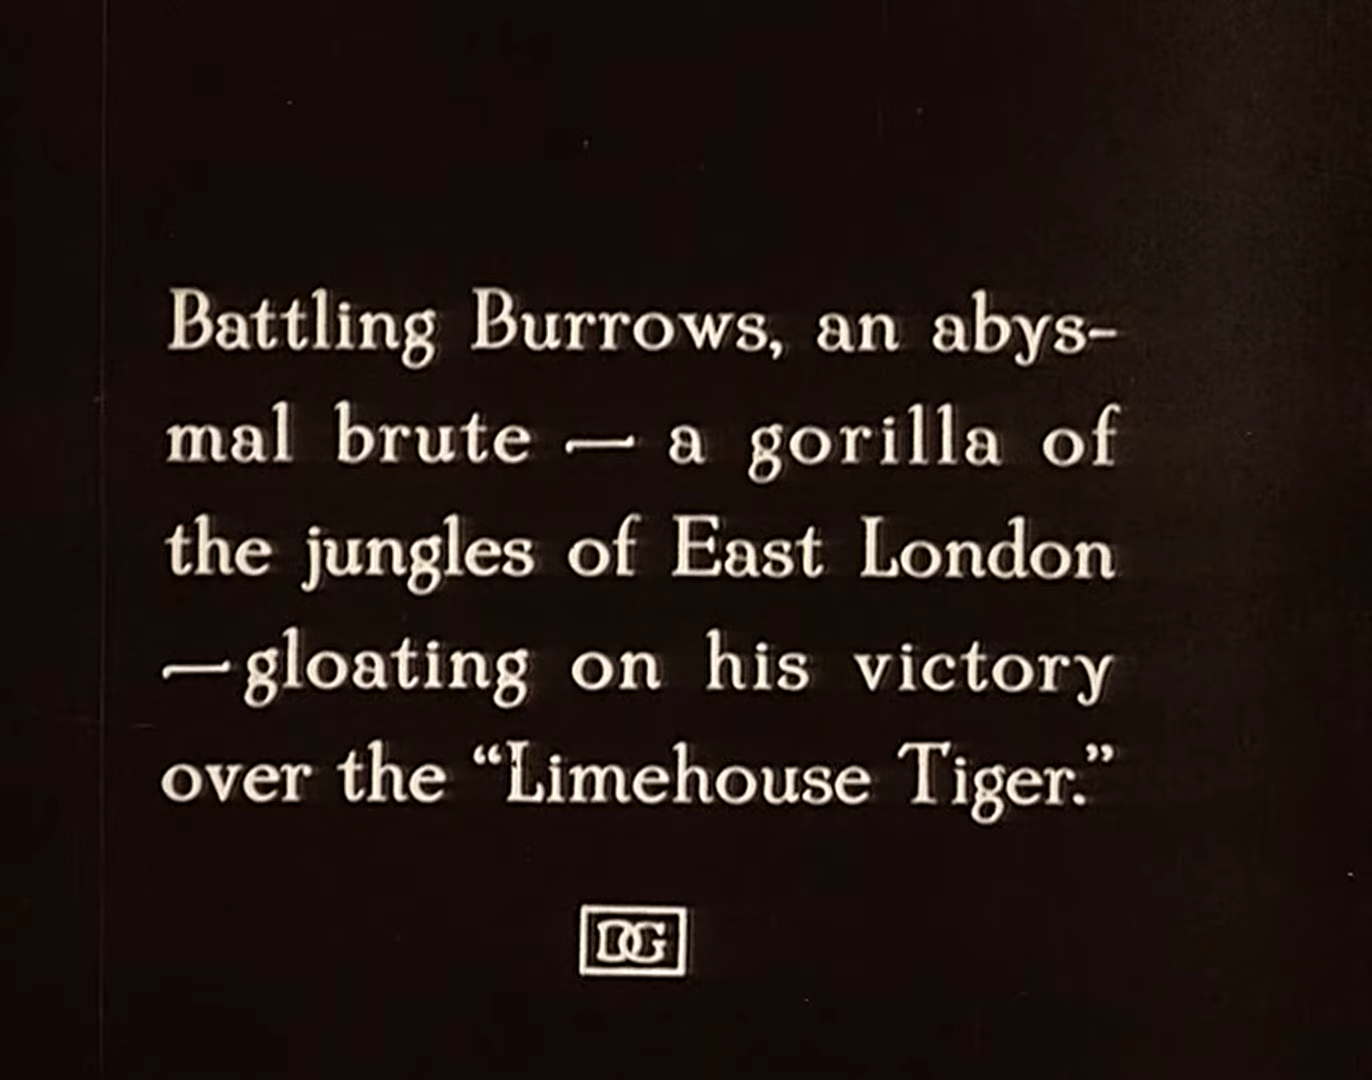 Battling Burrows, an abys-
mal brute — a gorilla of
the jungles of East London
—gloating on his victory
over the “Limehouse Tiger.”
DG